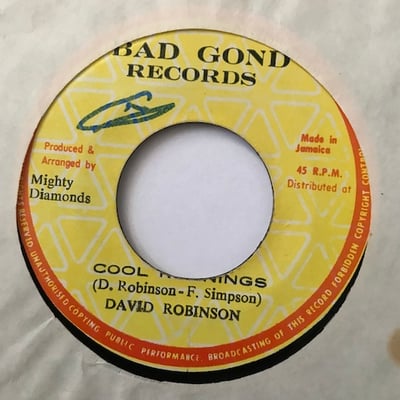 BAD GOND
RECORDS
Produced &
Arranged by
Mighty
Diamonds
Made in
Jamaica
45 R.P.M.
Distributed at
COOL
(D. Robinson-F. Simpson)
DAVID ROBINSON
UNAUTHORISED COPYING PUBLIC PERFORMANCE. BROADCASTING OF THIS RECORD FORBIDDEN COPYRIGHT CONTROL